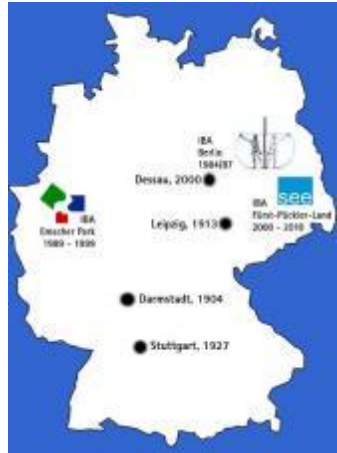 IBA
Berlin
1984/87
Dessau, 2000
see
IBA
Fürst-Pückler-Land
2000 - 2010
IBA
Emscher Park
1989 - 1999
Leipzig, 1913
Darmstadt, 1904
Stuttgart, 1927